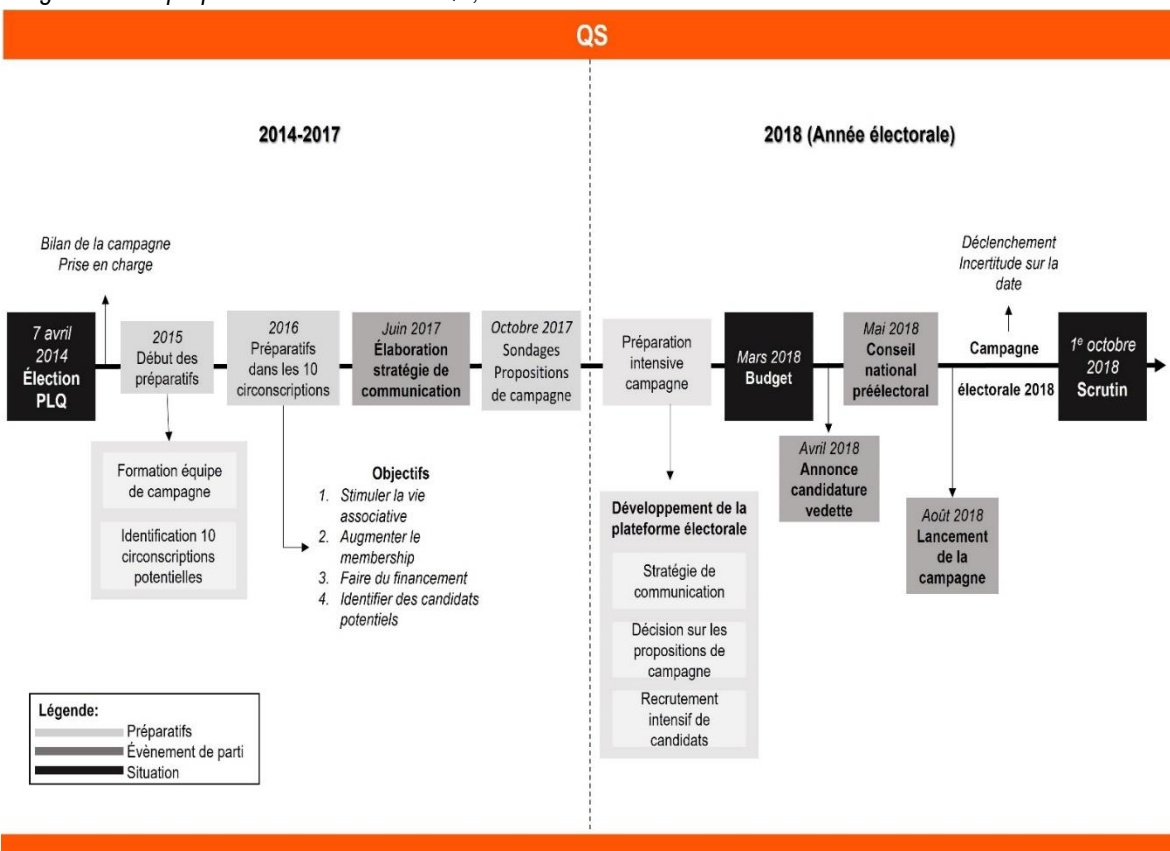 QS
2014-2017
2018 (Année électorale)
Bilan de la campagne
Prise en charge
7 avril
2014
Élection
PLQ
2015
Début des
préparatifs
Formation équipe
de campagne
Identification 10
circonscriptions
potentielles
2016
Préparatifs
dans les 10
circonscriptions
Objectifs
1. Stimuler la vie
associative
2. Augmenter le
membership
3. Faire du financement
4. Identifier des candidats
potentiels
Juin 2017
Élaboration
stratégie de
communication
Octobre 2017
Sondages
Propositions
de campagne
Préparation
intensive
campagne
Développement de la
plateforme électorale
Stratégie de
communication
Décision sur les
propositions de
campagne
Recrutement
intensif de
candidats
Mars 2018
Budget
Avril 2018
Annonce
candidature
vedette
Mai 2018
Conseil
national
préélectoral
Déclenchement
Incertitude sur la
date
Campagne
électorale 2018
Août 2018
Lancement
de la
campagne
1e octobre
2018
Scrutin
Légende:
Préparatifs
Évènement de parti
Situation